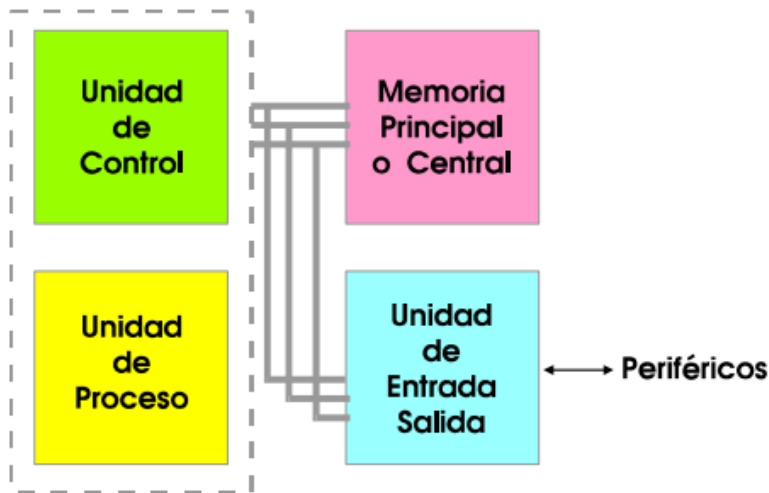 Unidad
de
Control
Memoria
Principal
o Central
Unidad
de
Proceso
Unidad
de
Entrada
Salida
Periféricos